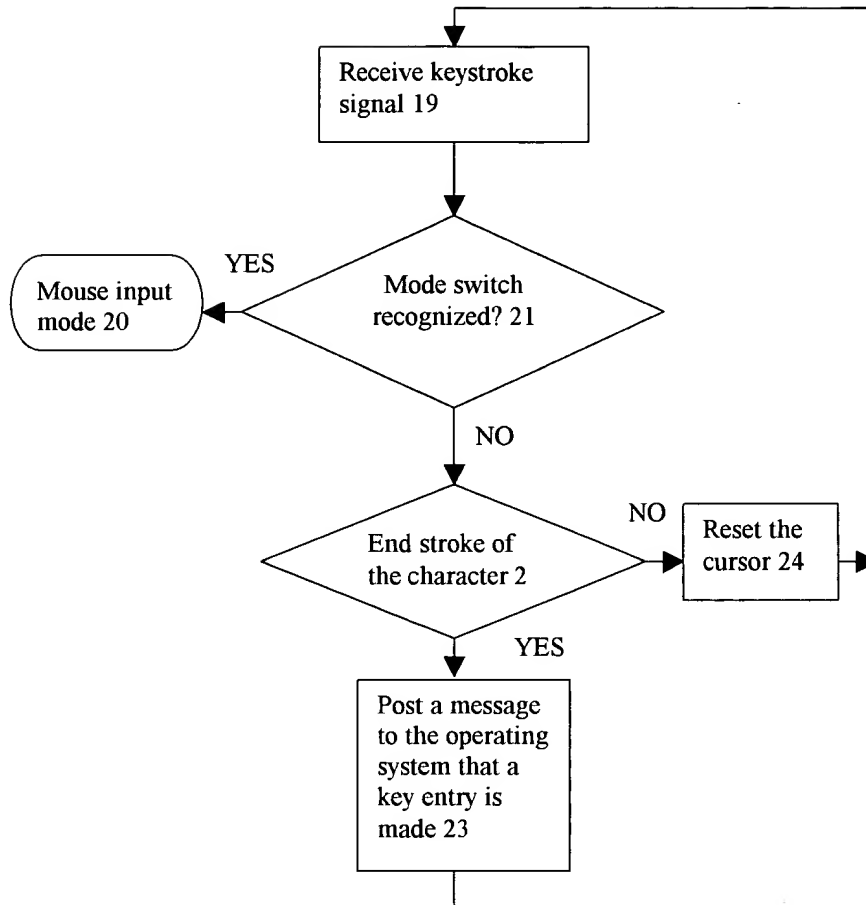 Receive keystroke
signal 19
YES
Mouse input
mode 20
Mode switch
recognized? 21
NO
End stroke of
the character 2
NO
Reset the
cursor 24
YES
Post a message
to the operating
system that a
key entry is
made 23